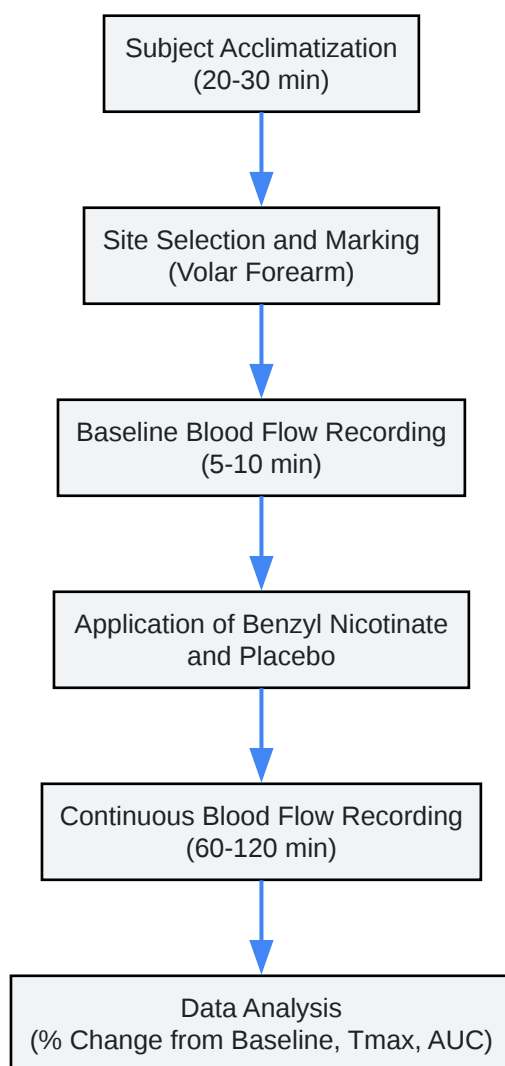 Subject Acclimatization
(20-30 min)
Site Selection and Marking
(Volar Forearm)
Baseline Blood Flow Recording
(5-10 min)
Application of Benzyl Nicotinate
and Placebo
Continuous Blood Flow Recording
(60-120 min)
Data Analysis
(% Change from Baseline, Tmax, AUC)